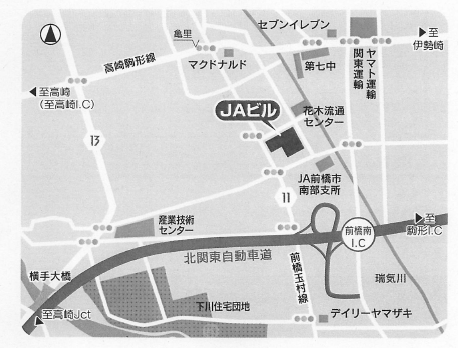 セブンイレブン
亀里
至
伊勢崎
高崎駒形線
マクドナルド
第七中
関東運輸
ヤマト運輸
至高崎
(至高崎I.C)
JAビル
花木流通
センター
13
JA前橋市
南部支所
11
産業技術
センター
前橋南
I.C
至
駒形I.C
北関東自動車道
横手大橋
前橋玉村線
瑞気川
下川住宅団地
デイリーヤマザキ
至高崎Jct